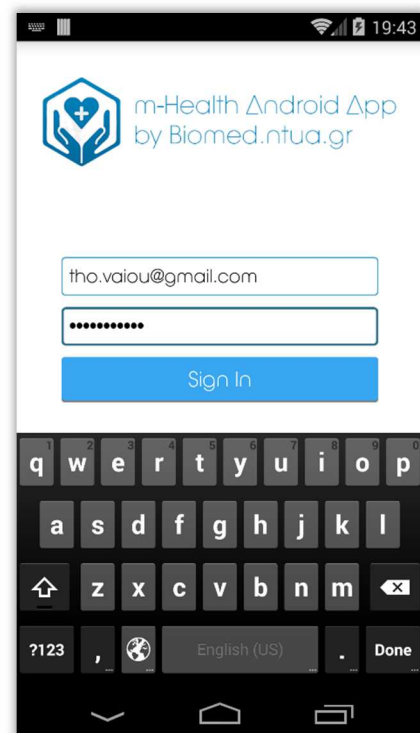 19:43
m-Health Android App
by Biomed.ntua.gr
tho.vaiou@gmail.com
•••••••••••
Sign In
q 1 w 2 e 3 r 4 t 5 y 6 u 7 i 8 o 9 p 0
a s d f g h j k l
z x c v b n m
?123 , English (US) . Done